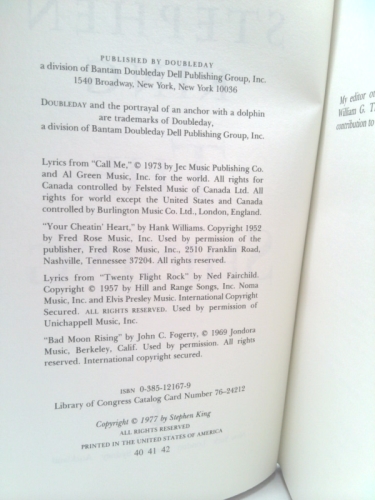 PUBLISHED BY DOUBLEDAY
a division of Bantam Doubleday Dell Publishing Group, Inc.
1540 Broadway, New York, New York 10036
DOUBLEDAY and the portrayal of an anchor with a dolphin
are trademarks of Doubleday,
a division of Bantam Doubleday Dell Publishing Group, Inc.
Lyrics from "Call Me," © 1973 by Jec Music Publishing Co.
and Al Green Music, Inc. for the world. All rights for
Canada controlled by Felsted Music of Canada Ltd. All
rights for world except the United States and Canada
controlled by Burlington Music Co. Ltd., London, England.
"Your Cheatin' Heart," by Hank Williams. Copyright 1952
by Fred Rose Music, Inc. Used by permission of the
publisher, Fred Rose Music, Inc., 2510 Franklin Road,
Nashville, Tennessee 37204. All rights reserved.
Lyrics from "Twenty Flight Rock" by Ned Fairchild.
Copyright © 1957 by Hill and Range Songs, Inc. Noma
Music, Inc. and Elvis Presley Music. International Copyright
Secured. ALL RIGHTS RESERVED. Used by permission of
Unichappell Music, Inc.
"Bad Moon Rising" by John C. Fogerty, © 1969 Jondora
Music, Berkeley, Calif. Used by permission. All rights
reserved. International copyright secured.
ISBN 0-385-12167-9
Library of Congress Catalog Card Number 76-24212
Copyright © 1977 by Stephen King
ALL RIGHTS RESERVED
PRINTED IN THE UNITED STATES OF AMERICA
40 41 42
My editor o
William G. T
contribution to